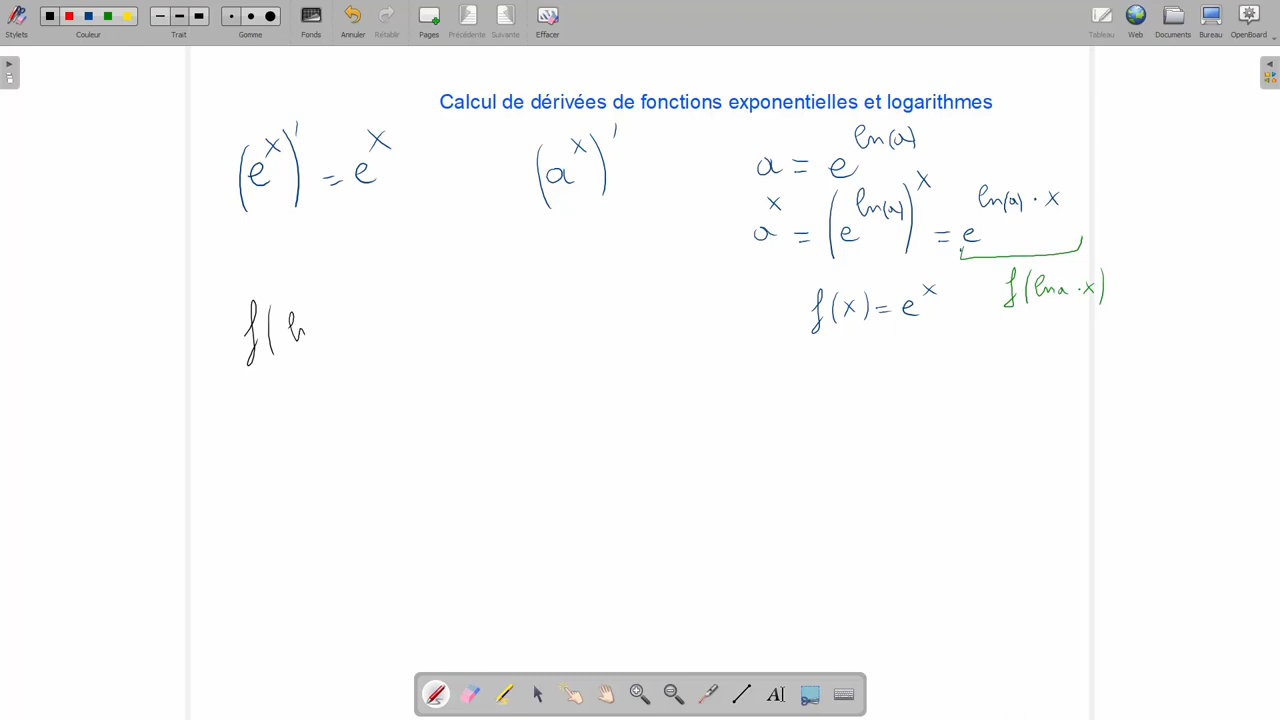 Stylets Couleur Trait Gomme Fonds Annuler Rétablir Pages Précédente Suivante Effacer Tableau Web Documents Bureau OpenBoard
Calcul de dérivées de fonctions exponentielles et logarithmes
(e^x)' = e^x
(a^x)'
a = e^ln(a)
a^x = (e^ln(a))^x = e^ln(a)·x
f(ln a · x)
f(x) = e^x
f( ln